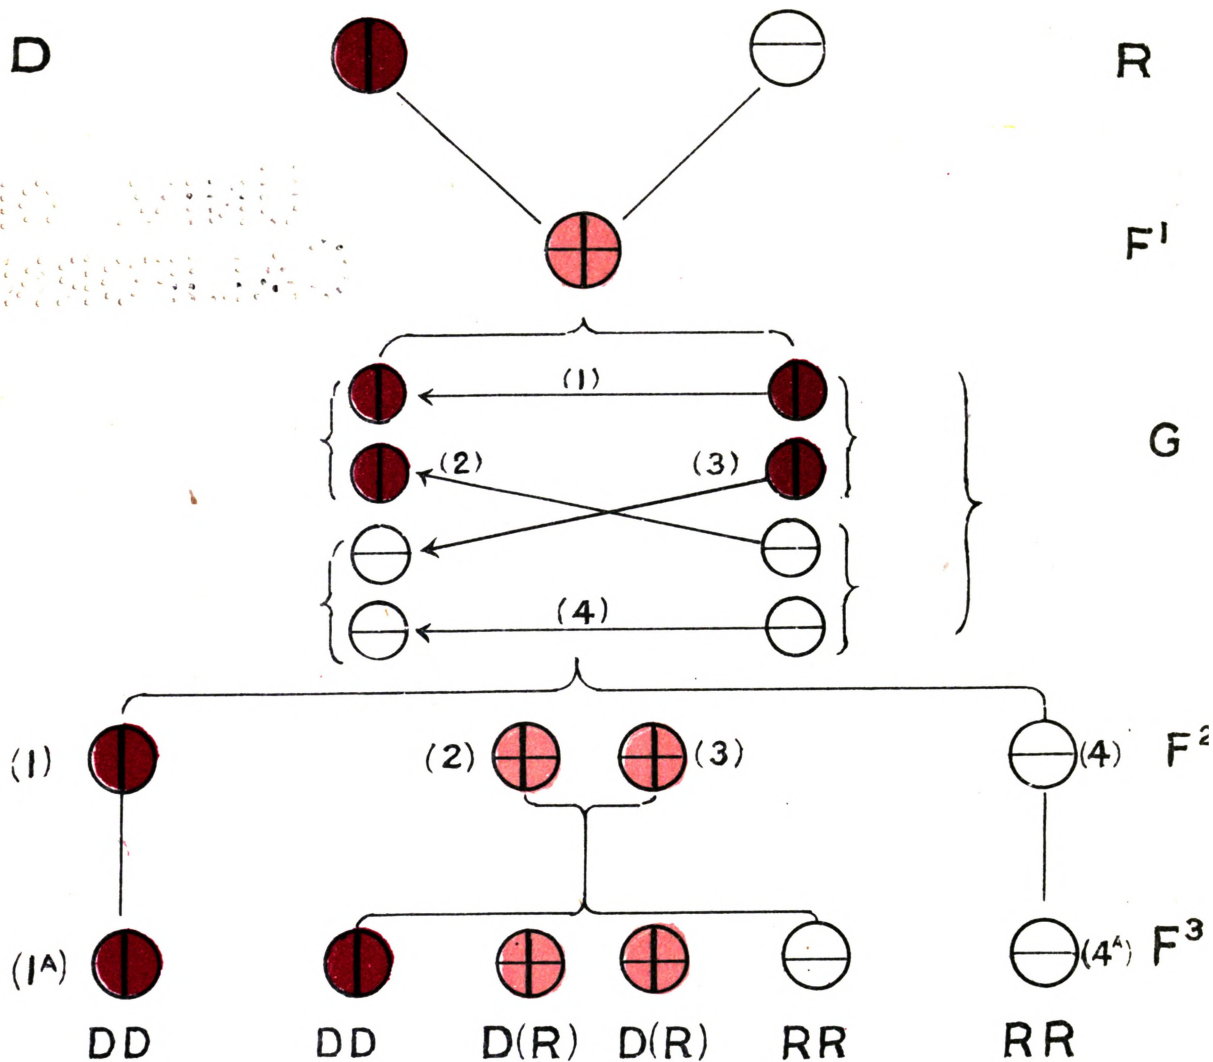 D R
F¹
(1)
G
(2) (3)
(4)
(1) (2) (3) (4) F²
(1ᴬ) (4ᴬ) F³
DD DD D(R) D(R) RR RR